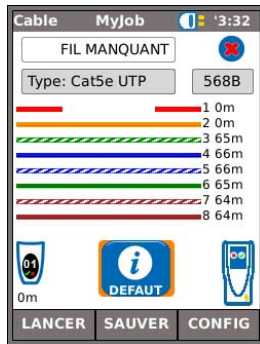 Cable MyJob '3:32
FIL MANQUANT
Type: Cat5e UTP 568B
1 0m
2 0m
3 65m
4 66m
5 66m
6 65m
7 64m
8 64m
01
i
0m
DEFAUT
LANCER SAUVER CONFIG